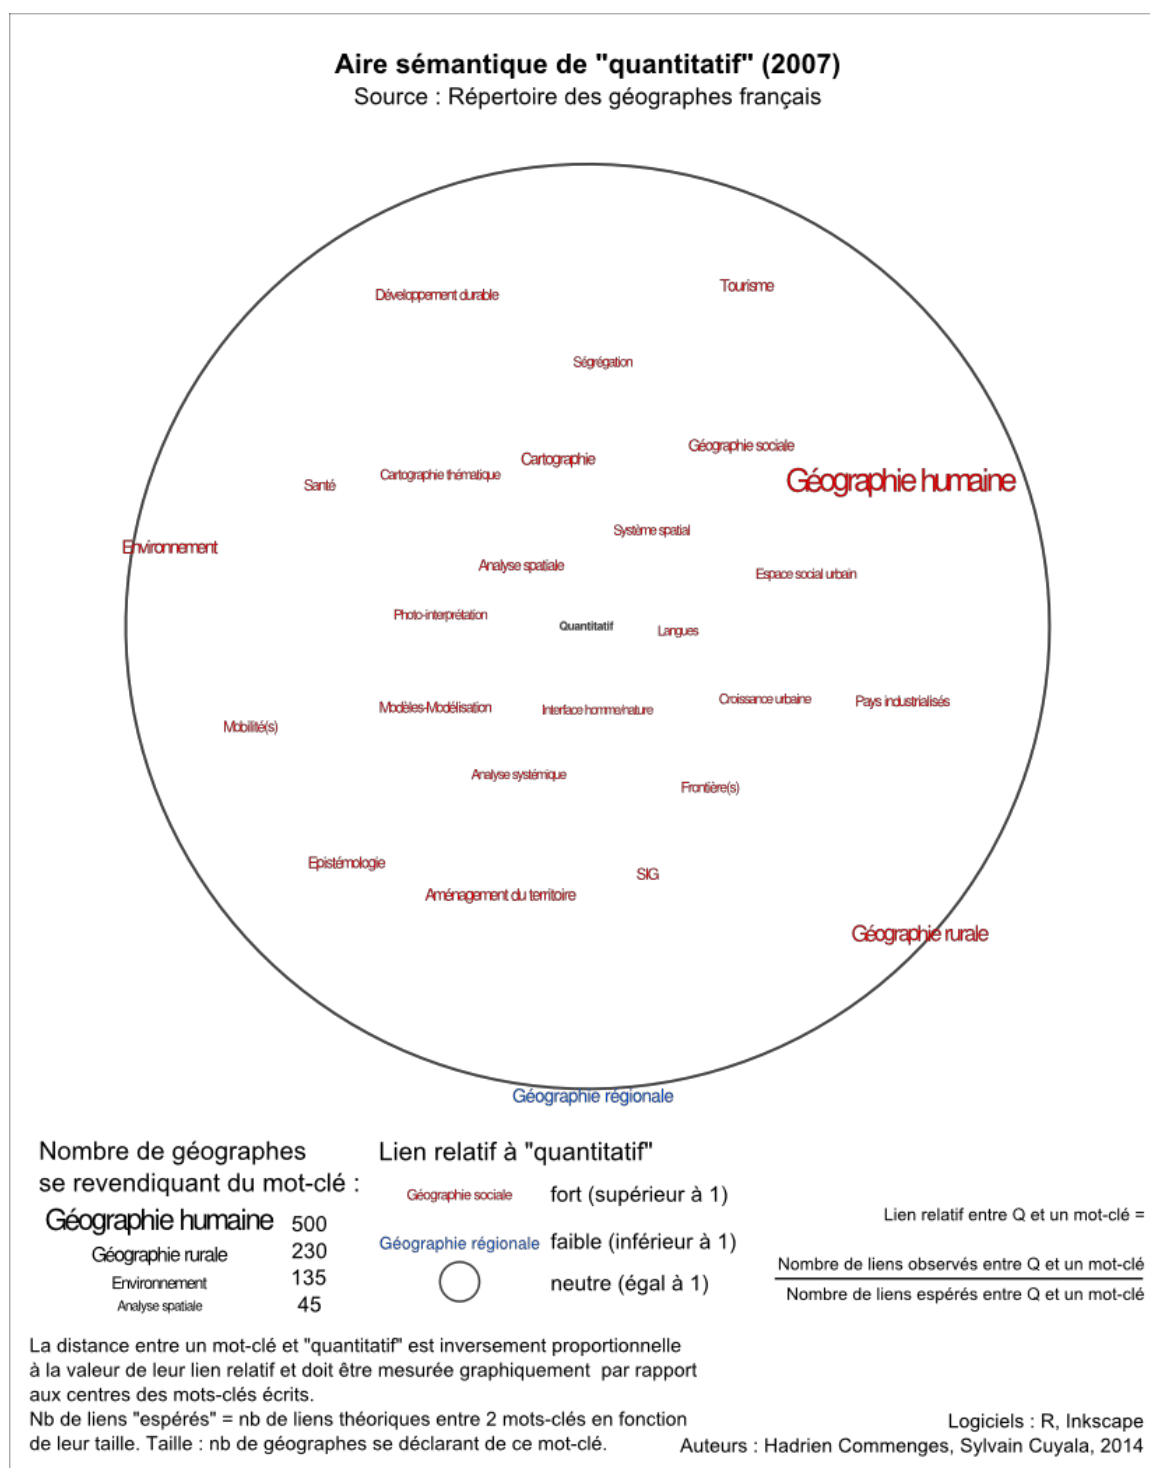 Aire sémantique de "quantitatif" (2007)
Source : Répertoire des géographes français
Tourisme
Développement durable
Ségrégation
Géographie sociale
Cartographie
Cartographie thématique
Géographie humaine
Santé
Système spatial
Environnement
Analyse spatiale
Espace social urbain
Photo-interprétation
Quantitatif
Langues
Croissance urbaine
Pays industrialisés
Modèles-Modélisation
Interface homme/nature
Mobilité(s)
Analyse systémique
Frontière(s)
Epistémologie
SIG
Aménagement du territoire
Géographie rurale
Géographie régionale
Nombre de géographes
se revendiquant du mot-clé :
Géographie humaine 500
Géographie rurale 230
Environnement 135
Analyse spatiale 45
Lien relatif à "quantitatif"
Géographie sociale fort (supérieur à 1)
Géographie régionale faible (inférieur à 1)
neutre (égal à 1)
Lien relatif entre Q et un mot-clé =
Nombre de liens observés entre Q et un mot-clé
Nombre de liens espérés entre Q et un mot-clé
La distance entre un mot-clé et "quantitatif" est inversement proportionnelle
à la valeur de leur lien relatif et doit être mesurée graphiquement par rapport
aux centres des mots-clés écrits.
Nb de liens "espérés" = nb de liens théoriques entre 2 mots-clés en fonction
de leur taille. Taille : nb de géographes se déclarant de ce mot-clé.
Logiciels : R, Inkscape
Auteurs : Hadrien Commenges, Sylvain Cuyala, 2014